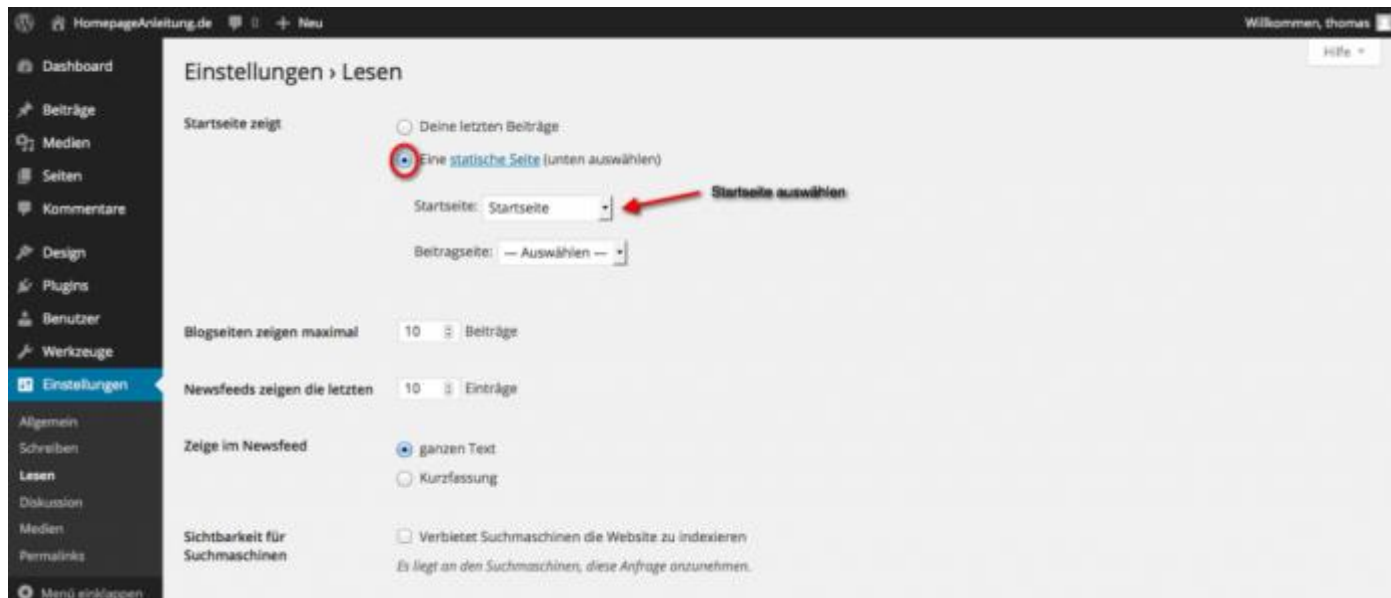 HomepageAnleitung.de 0 + Neu
Willkommen, thomas
Hilfe
Dashboard
Beiträge
Medien
Seiten
Kommentare
Design
Plugins
Benutzer
Werkzeuge
Einstellungen
Allgemein
Schreiben
Lesen
Diskussion
Medien
Permalinks
Menü einklappen
Einstellungen › Lesen
Startseite zeigt
Deine letzten Beiträge
Eine statische Seite (unten auswählen)
Startseite: Startseite
Startseite auswählen
Beitragseite: — Auswählen —
Blogseiten zeigen maximal 10 Beiträge
Newsfeeds zeigen die letzten 10 Einträge
Zeige im Newsfeed
ganzen Text
Kurzfassung
Sichtbarkeit für
Suchmaschinen
Verbietet Suchmaschinen die Website zu indexieren
Es liegt an den Suchmaschinen, diese Anfrage anzunehmen.